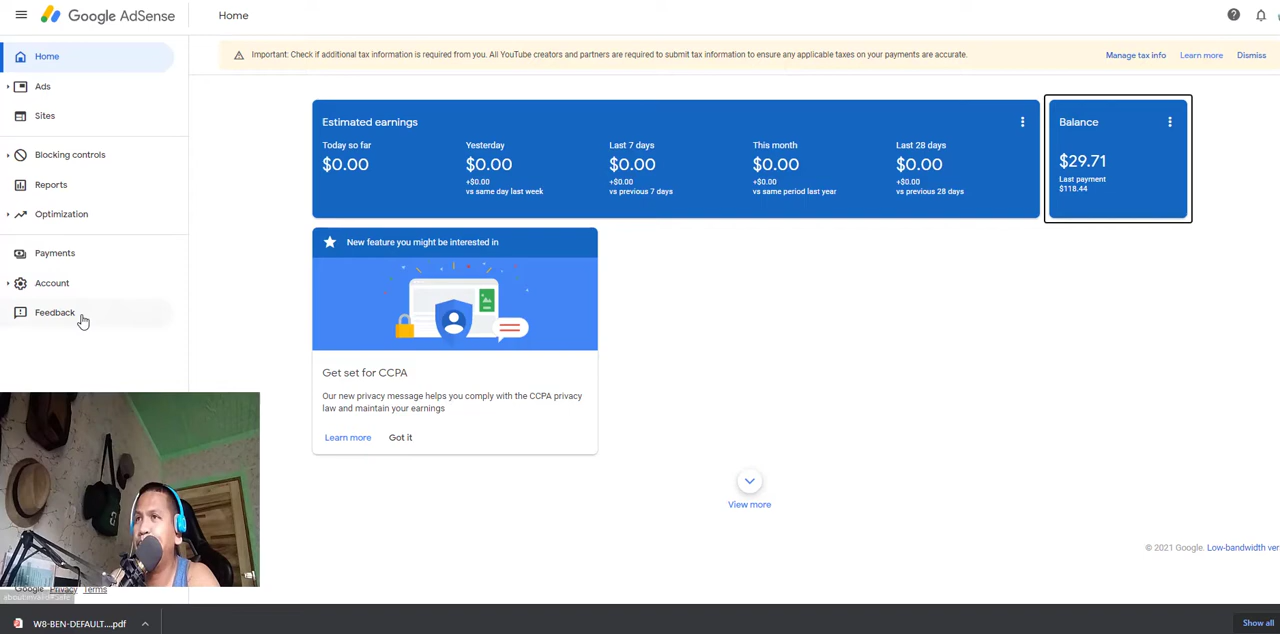 Google AdSense
Home
Important: Check if additional tax information is required from you. All YouTube creators and partners are required to submit tax information to ensure any applicable taxes on your payments are accurate.
Manage tax info
Learn more
Dismiss
Home
Ads
Sites
Blocking controls
Reports
Optimization
Payments
Account
Feedback
Estimated earnings
Today so far
$0.00
Yesterday
$0.00
+$0.00
vs same day last week
Last 7 days
$0.00
+$0.00
vs previous 7 days
This month
$0.00
+$0.00
vs same period last year
Last 28 days
$0.00
+$0.00
vs previous 28 days
Balance
$29.71
Last payment
$118.44
New feature you might be interested in
Get set for CCPA
Our new privacy message helps you comply with the CCPA privacy
law and maintain your earnings
Learn more
Got it
View more
© 2021 Google. Low-bandwidth ver
Google Privacy Terms
W8-BEN-DEFAULT....pdf
Show all